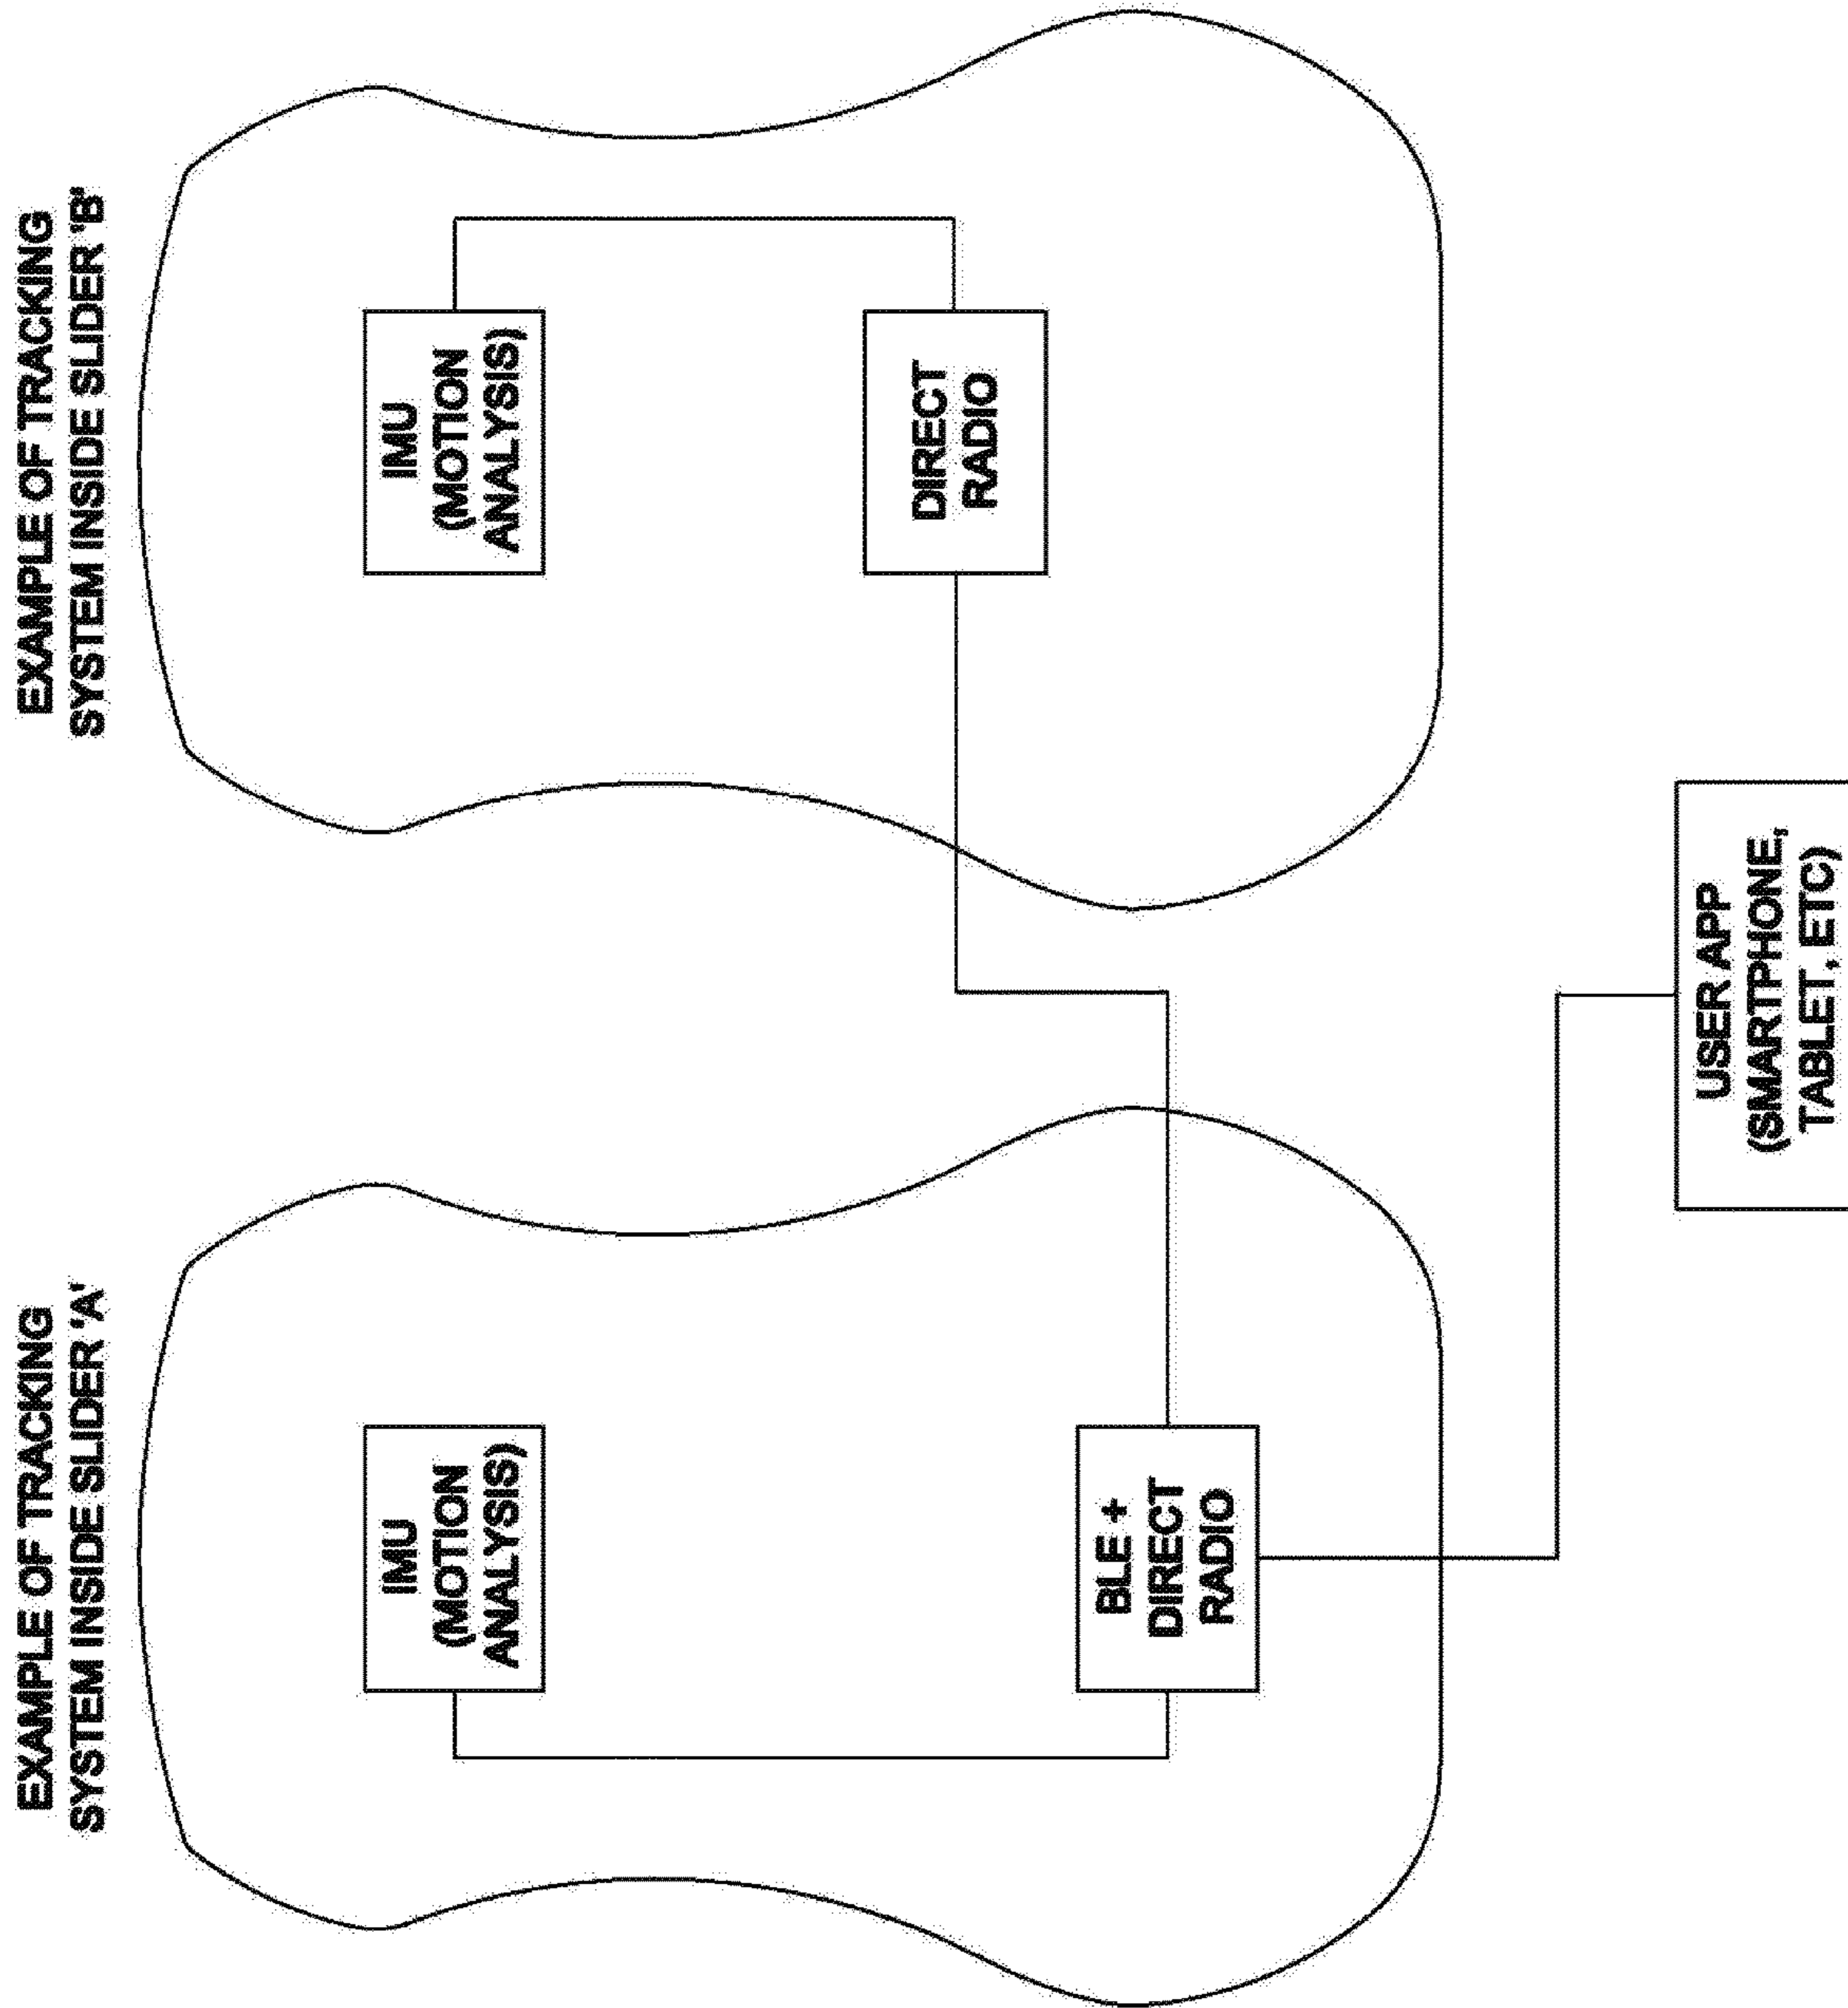 EXAMPLE OF TRACKING
SYSTEM INSIDE SLIDER 'A'
IMU
(MOTION
ANALYSIS)
BLE +
DIRECT
RADIO
EXAMPLE OF TRACKING
SYSTEM INSIDE SLIDER 'B'
IMU
(MOTION
ANALYSIS)
DIRECT
RADIO
USER APP
(SMARTPHONE,
TABLET, ETC)